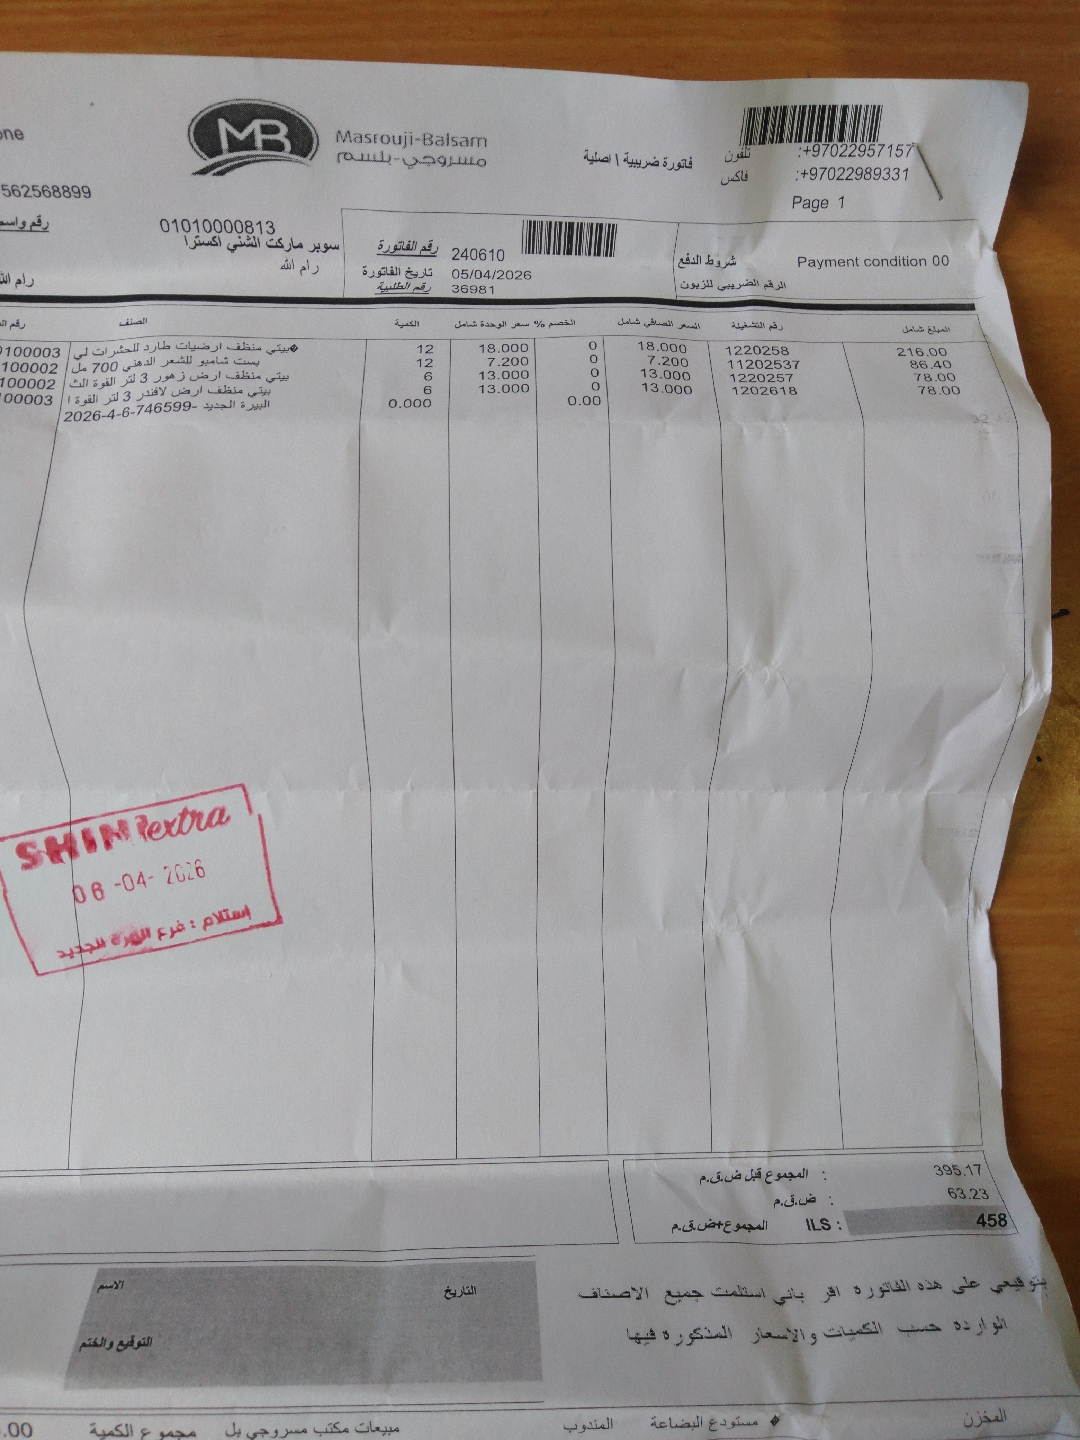 one
MB
Masrouji-Balsam
مسروجي-بلسم
فاتورة ضريبية \ اصلية
تلفون :+97022957157
فاكس :+97022989331
Page 1
562568899
رقم واسم
01010000813
سوبر ماركت الشني اكسترا
رام الله
رام الله
رقم الفاتورة 240610
تاريخ الفاتورة 05/04/2026
رقم الطلبية 36981
شروط الدفع Payment condition 00
الرقم الضريبي للزبون
الصنف الكمية سعر الوحدة شامل الخصم % السعر الصافي شامل رقم التشغيلة المبلغ شامل
0100003 بيتي منظف ارضيات طارد للحشرات لي 12 18.000 0 18.000 1220258 216.00
100002 بست شامبو للشعر الدهني 700 مل 12 7.200 0 7.200 11202537 86.40
100002 بيتي منظف ارض زهور 3 لتر القوة الث 6 13.000 0 13.000 1220257 78.00
00003 بيتي منظف ارض لافندر 3 لتر القوة ا 6 13.000 0 13.000 1202618 78.00
البيرة الجديد -746599-6-4-2026 0.000 0.00
SHINI extra
06 -04- 2026
استلام : فرع البيرة الجديد
المجموع قبل ض.ق.م : 395.17
ض.ق.م : 63.23
المجموع+ض.ق.م ILS : 458
الاسم التاريخ
التوقيع والختم
بتوقيعي على هذه الفاتورة اقر باني استلمت جميع الاصناف
الوارده حسب الكميات والاسعار المذكوره فيها
المخزن مستودع البضاعة المندوب مبيعات مكتب مسروجي بل مجموع الكمية .00